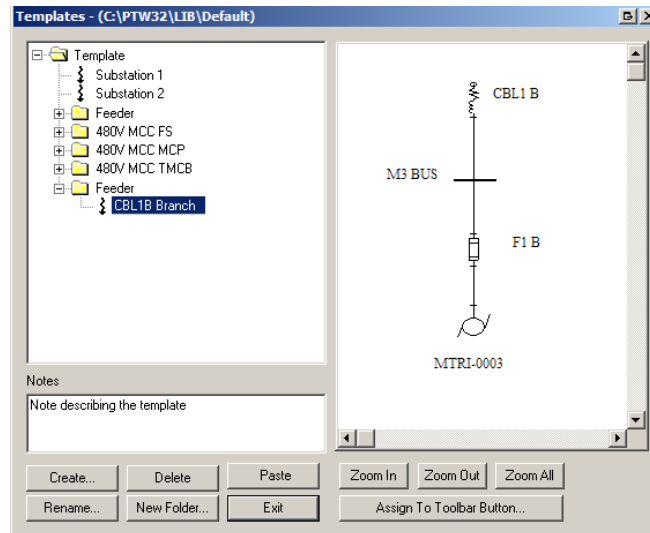 Templates - (C:\PTW32\LIB\Default)
Template
Substation 1
Substation 2
Feeder
480V MCC FS
480V MCC MCP
480V MCC TMCB
Feeder
CBL1B Branch
CBL1 B
M3 BUS
F1 B
MTRI-0003
Notes
Note describing the template
Create... Delete Paste Zoom In Zoom Out Zoom All
Rename... New Folder... Exit Assign To Toolbar Button...